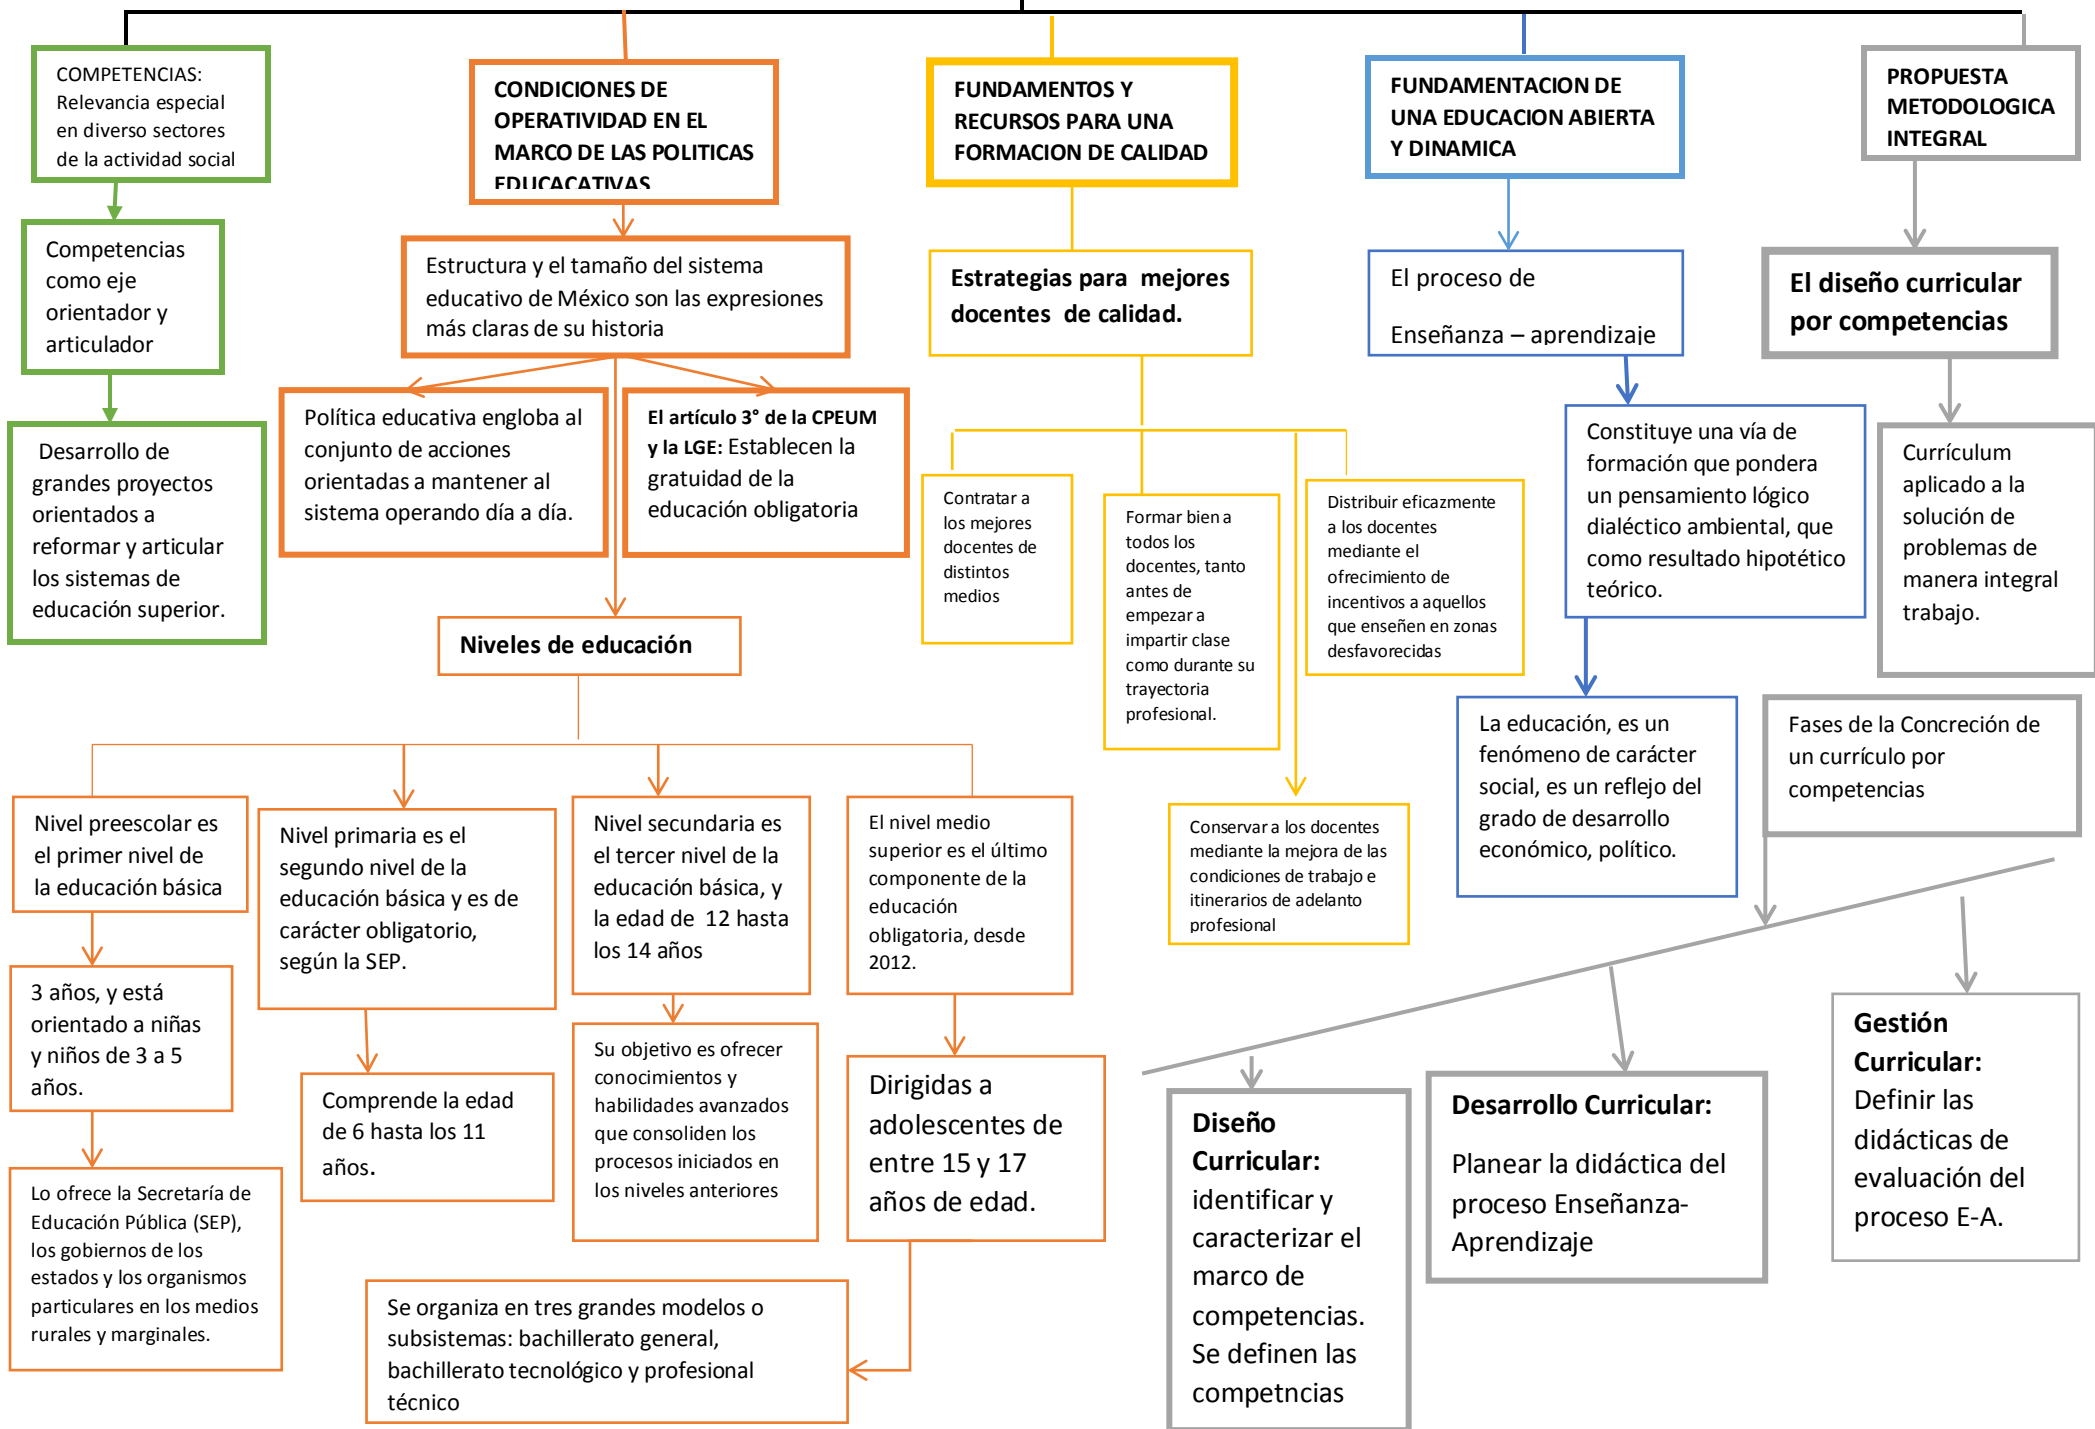 COMPETENCIAS:
Relevancia especial
en diverso sectores
de la actividad social
Competencias
como eje
orientador y
articulador
Desarrollo de
grandes proyectos
orientados a
reformar y articular
los sistemas de
educación superior.
CONDICIONES DE
OPERATIVIDAD EN EL
MARCO DE LAS POLITICAS
EDUCACATIVAS
Estructura y el tamaño del sistema
educativo de México son las expresiones
más claras de su historia
Política educativa engloba al
conjunto de acciones
orientadas a mantener al
sistema operando día a día.
El artículo 3° de la CPEUM
y la LGE: Establecen la
gratuidad de la
educación obligatoria
Niveles de educación
Nivel preescolar es
el primer nivel de
la educación básica
3 años, y está
orientado a niñas
y niños de 3 a 5
años.
Lo ofrece la Secretaría de
Educación Pública (SEP),
los gobiernos de los
estados y los organismos
particulares en los medios
rurales y marginales.
Nivel primaria es el
segundo nivel de la
educación básica y es de
carácter obligatorio,
según la SEP.
Comprende la edad
de 6 hasta los 11
años.
Nivel secundaria es
el tercer nivel de la
educación básica, y
la edad de 12 hasta
los 14 años
Su objetivo es ofrecer
conocimientos y
habilidades avanzados
que consoliden los
procesos iniciados en
los niveles anteriores
El nivel medio
superior es el último
componente de la
educación
obligatoria, desde
2012.
Dirigidas a
adolescentes de
entre 15 y 17
años de edad.
Se organiza en tres grandes modelos o
subsistemas: bachillerato general,
bachillerato tecnológico y profesional
técnico
FUNDAMENTOS Y
RECURSOS PARA UNA
FORMACION DE CALIDAD
Estrategias para mejores
docentes de calidad.
Contratar a
los mejores
docentes de
distintos
medios
Formar bien a
todos los
docentes, tanto
antes de
empezar a
impartir clase
como durante su
trayectoria
profesional.
Distribuir eficazmente
a los docentes
mediante el
ofrecimiento de
incentivos a aquellos
que enseñen en zonas
desfavorecidas
Conservar a los docentes
mediante la mejora de las
condiciones de trabajo e
itinerarios de adelanto
profesional
FUNDAMENTACION DE
UNA EDUCACION ABIERTA
Y DINAMICA
El proceso de
Enseñanza – aprendizaje
Constituye una vía de
formación que pondera
un pensamiento lógico
dialéctico ambiental, que
como resultado hipotético
teórico.
La educación, es un
fenómeno de carácter
social, es un reflejo del
grado de desarrollo
económico, político.
PROPUESTA
METODOLOGICA
INTEGRAL
El diseño curricular
por competencias
Currículum
aplicado a la
solución de
problemas de
manera integral
trabajo.
Fases de la Concreción de
un currículo por
competencias
Diseño
Curricular:
identificar y
caracterizar el
marco de
competencias.
Se definen las
competncias
Desarrollo Curricular:
Planear la didáctica del
proceso Enseñanza-
Aprendizaje
Gestión
Curricular:
Definir las
didácticas de
evaluación del
proceso E-A.